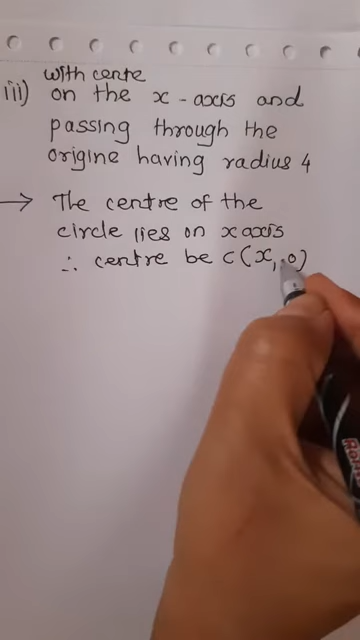 with cente
iii) on the x-axis and
passing through the
origine having radius 4
→ The centre of the
circle lies on x axis
∴ centre be C(x, 0)